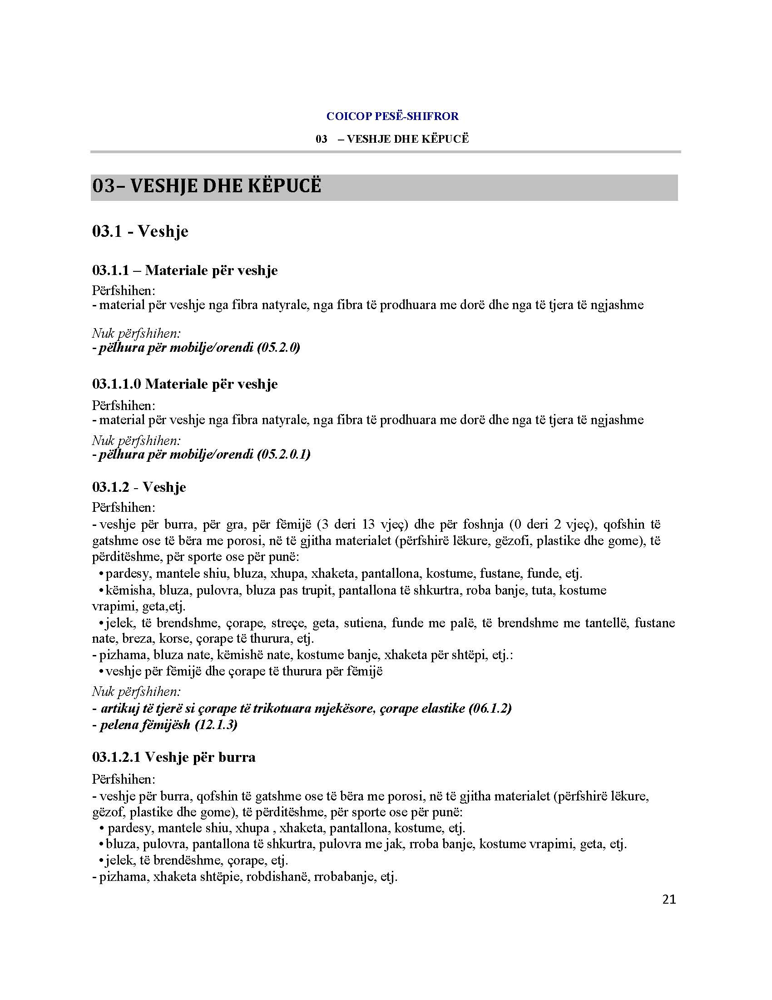 COICOP PESË-SHIFROR
03 – VESHJE DHE KËPUCË
03– VESHJE DHE KËPUCË
03.1 - Veshje
03.1.1 – Materiale për veshje
Përfshihen:
- material për veshje nga fibra natyrale, nga fibra të prodhuara me dorë dhe nga të tjera të ngjashme
Nuk përfshihen:
- pëlhura për mobilje/orendi (05.2.0)
03.1.1.0 Materiale për veshje
Përfshihen:
- material për veshje nga fibra natyrale, nga fibra të prodhuara me dorë dhe nga të tjera të ngjashme
Nuk përfshihen:
- pëlhura për mobilje/orendi (05.2.0.1)
03.1.2 - Veshje
Përfshihen:
- veshje për burra, për gra, për fëmijë (3 deri 13 vjeç) dhe për foshnja (0 deri 2 vjeç), qofshin të
gatshme ose të bëra me porosi, në të gjitha materialet (përfshirë lëkure, gëzofi, plastike dhe gome), të
përditëshme, për sporte ose për punë:
• pardesy, mantele shiu, bluza, xhupa, xhaketa, pantallona, kostume, fustane, funde, etj.
• këmisha, bluza, pulovra, bluza pas trupit, pantallona të shkurtra, roba banje, tuta, kostume
vrapimi, geta,etj.
• jelek, të brendshme, çorape, streçe, geta, sutiena, funde me palë, të brendshme me tantellë, fustane
nate, breza, korse, çorape të thurura, etj.
- pizhama, bluza nate, këmishë nate, kostume banje, xhaketa për shtëpi, etj.:
• veshje për fëmijë dhe çorape të thurura për fëmijë
Nuk përfshihen:
- artikuj të tjerë si çorape të trikotuara mjekësore, çorape elastike (06.1.2)
- pelena fëmijësh (12.1.3)
03.1.2.1 Veshje për burra
Përfshihen:
- veshje për burra, qofshin të gatshme ose të bëra me porosi, në të gjitha materialet (përfshirë lëkure,
gëzof, plastike dhe gome), të përditëshme, për sporte ose për punë:
• pardesy, mantele shiu, xhupa , xhaketa, pantallona, kostume, etj.
• bluza, pulovra, pantallona të shkurtra, pulovra me jak, rroba banje, kostume vrapimi, geta, etj.
• jelek, të brendëshme, çorape, etj.
- pizhama, xhaketa shtëpie, robdishanë, rrobabanje, etj.
21